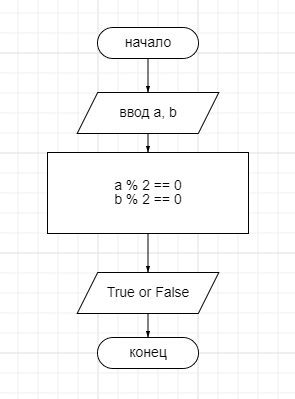 начало
ввод a, b
a % 2 == 0
b % 2 == 0
True or False
конец